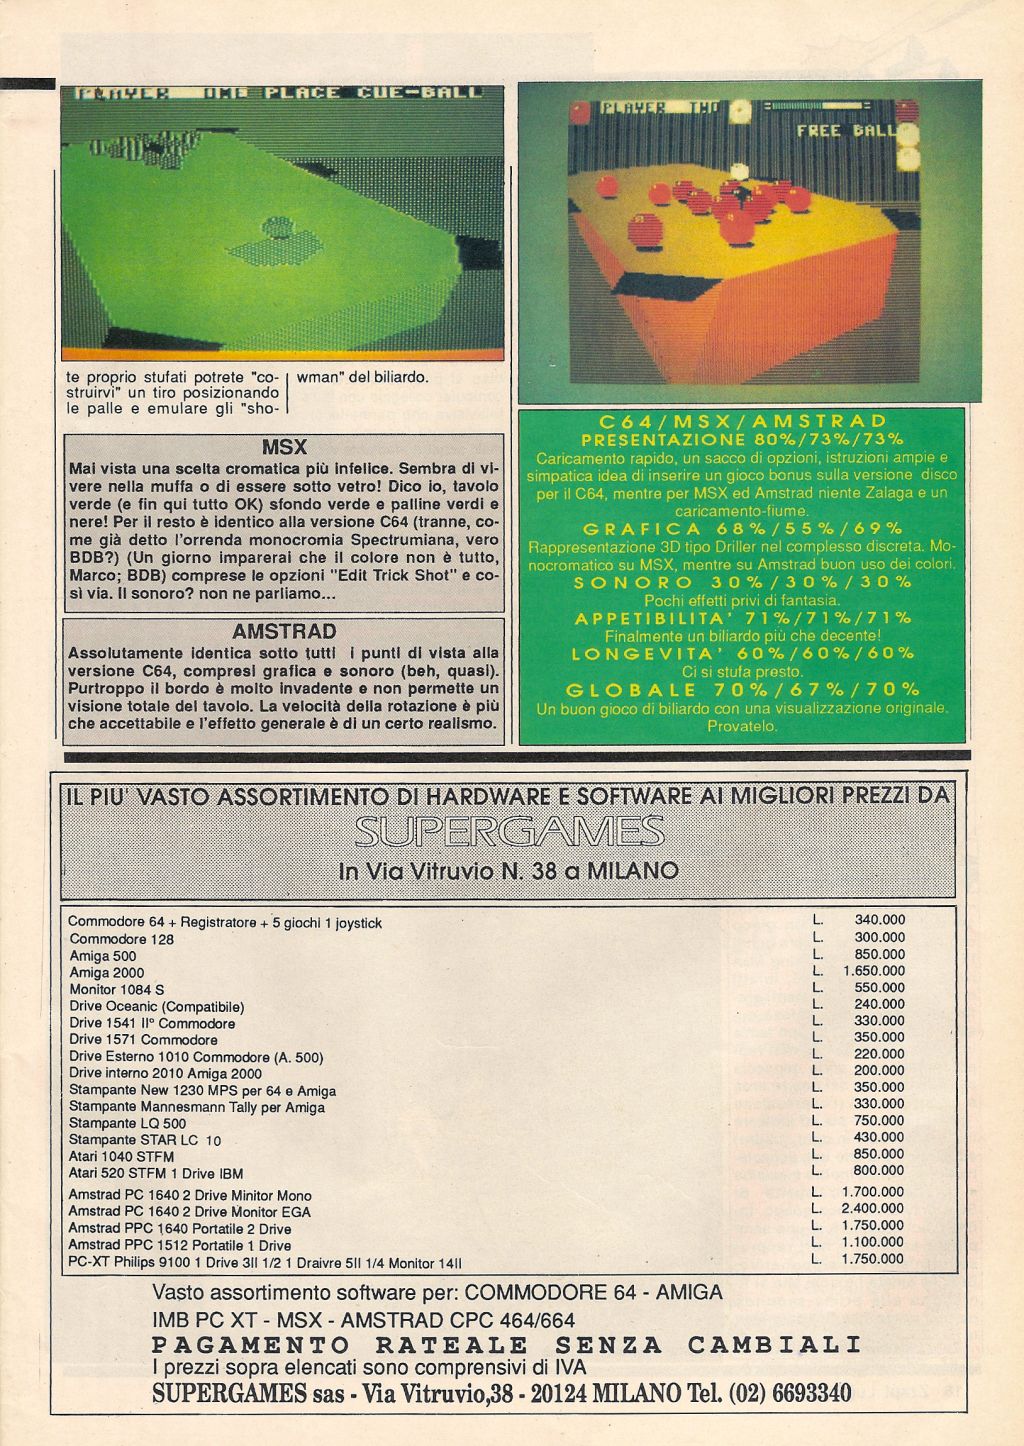 PLAYER ONE PLACE CUE-BALL
PLAYER TWO
FREE BALL
te proprio stufati potrete "co-
struirvi" un tiro posizionando
le palle e emulare gli "sho-
wman" del biliardo.
MSX
Mai vista una scelta cromatica più infelice. Sembra di vi-
vere nella muffa o di essere sotto vetro! Dico io, tavolo
verde (e fin qui tutto OK) sfondo verde e palline verdi e
nere! Per il resto è identico alla versione C64 (tranne, co-
me già detto l'orrenda monocromia Spectrumiana, vero
BDB?) (Un giorno imparerai che il colore non è tutto,
Marco; BDB) comprese le opzioni "Edit Trick Shot" e co-
sì via. Il sonoro? non ne parliamo...
AMSTRAD
Assolutamente identica sotto tutti i punti di vista alla
versione C64, compresi grafica e sonoro (beh, quasi).
Purtroppo il bordo è molto invadente e non permette un
visione totale del tavolo. La velocità della rotazione è più
che accettabile e l'effetto generale è di un certo realismo.
C64/MSX/AMSTRAD
PRESENTAZIONE 80%/73%/73%
Caricamento rapido, un sacco di opzioni, istruzioni ampie e
simpatica idea di inserire un gioco bonus sulla versione disco
per il C64, mentre per MSX ed Amstrad niente Zalaga e un
caricamento-fiume.
GRAFICA 68%/55%/69%
Rappresentazione 3D tipo Driller nel complesso discreta. Mo-
nocromatico su MSX, mentre su Amstrad buon uso dei colori.
SONORO 30%/30%/30%
Pochi effetti privi di fantasia.
APPETIBILITA' 71%/71%/71%
Finalmente un biliardo più che decente!
LONGEVITA' 60%/60%/60%
Ci si stufa presto.
GLOBALE 70%/67%/70%
Un buon gioco di biliardo con una visualizzazione originale.
Provatelo.
IL PIU' VASTO ASSORTIMENTO DI HARDWARE E SOFTWARE AI MIGLIORI PREZZI DA
SUPERGAMES
In Via Vitruvio N. 38 a MILANO
Commodore 64 + Registratore + 5 giochi 1 joystick L. 340.000
Commodore 128 L. 300.000
Amiga 500 L. 850.000
Amiga 2000 L. 1.650.000
Monitor 1084 S L. 550.000
Drive Oceanic (Compatibile) L. 240.000
Drive 1541 II° Commodore L. 330.000
Drive 1571 Commodore L. 350.000
Drive Esterno 1010 Commodore (A. 500) L. 220.000
Drive interno 2010 Amiga 2000 L. 200.000
Stampante New 1230 MPS per 64 e Amiga L. 350.000
Stampante Mannesmann Tally per Amiga L. 330.000
Stampante LQ 500 L. 750.000
Stampante STAR LC 10 L. 430.000
Atari 1040 STFM L. 850.000
Atari 520 STFM 1 Drive IBM L. 800.000
Amstrad PC 1640 2 Drive Minitor Mono L. 1.700.000
Amstrad PC 1640 2 Drive Monitor EGA L. 2.400.000
Amstrad PPC 1640 Portatile 2 Drive L. 1.750.000
Amstrad PPC 1512 Portatile 1 Drive L. 1.100.000
PC-XT Philips 9100 1 Drive 3II 1/2 1 Draivre 5II 1/4 Monitor 14II L. 1.750.000
Vasto assortimento software per: COMMODORE 64 - AMIGA
IMB PC XT - MSX - AMSTRAD CPC 464/664
PAGAMENTO RATEALE SENZA CAMBIALI
I prezzi sopra elencati sono comprensivi di IVA
SUPERGAMES sas - Via Vitruvio,38 - 20124 MILANO Tel. (02) 6693340